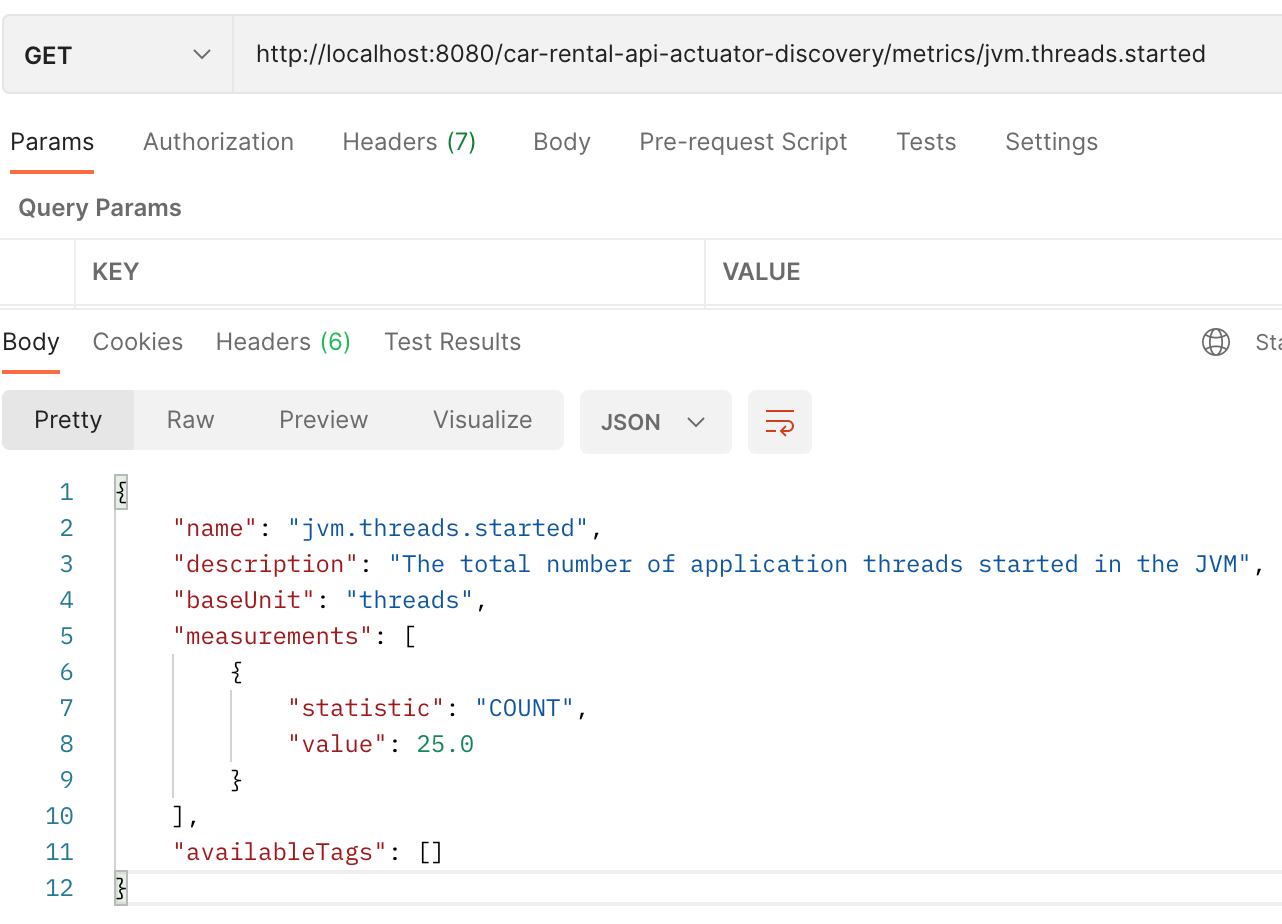 GET http://localhost:8080/car-rental-api-actuator-discovery/metrics/jvm.threads.started
Params Authorization Headers (7) Body Pre-request Script Tests Settings
Query Params
KEY VALUE
Body Cookies Headers (6) Test Results
Pretty Raw Preview Visualize JSON
1 {
2 "name": "jvm.threads.started",
3 "description": "The total number of application threads started in the JVM",
4 "baseUnit": "threads",
5 "measurements": [
6 {
7 "statistic": "COUNT",
8 "value": 25.0
9 }
10 ],
11 "availableTags": []
12 }